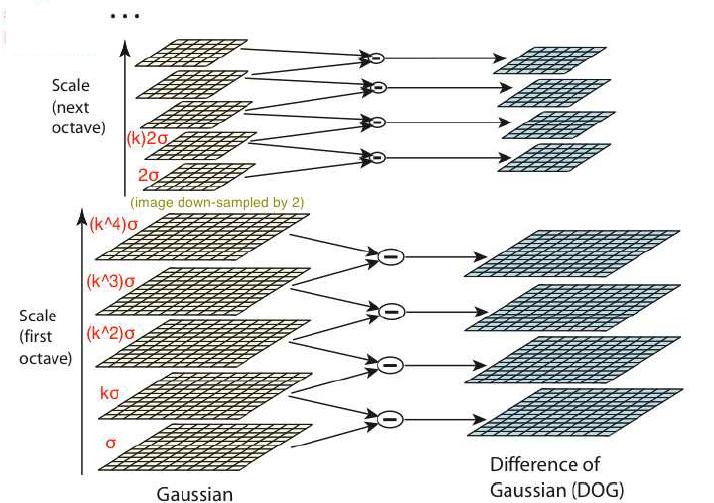 ...
Scale
(next
octave)
(k)2σ
2σ
(image down-sampled by 2)
(k^4)σ
(k^3)σ
Scale
(first
octave)
(k^2)σ
kσ
σ
Gaussian
Difference of
Gaussian (DOG)